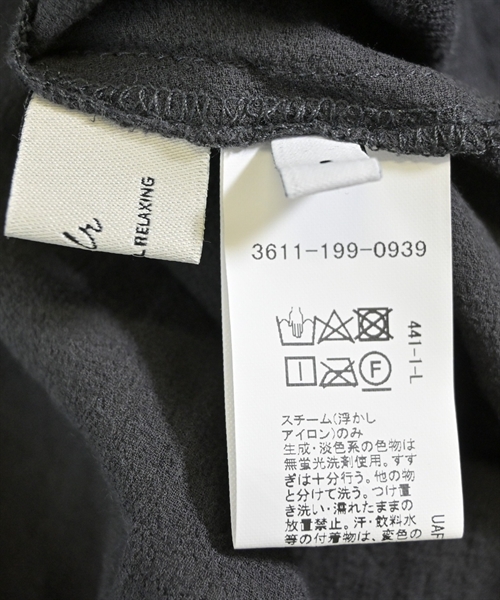 lr
L RELAXING
3611-199-0939
441-1-L
F
スチーム(浮かし
アイロン)のみ
生成・淡色系の色物は
無蛍光洗剤使用。すす
ぎは十分行う。他の物
と分けて洗う。つけ置
き洗い・濡れたままの
放置禁止。汗・飲料水
等の付着物は、変色の
UAF